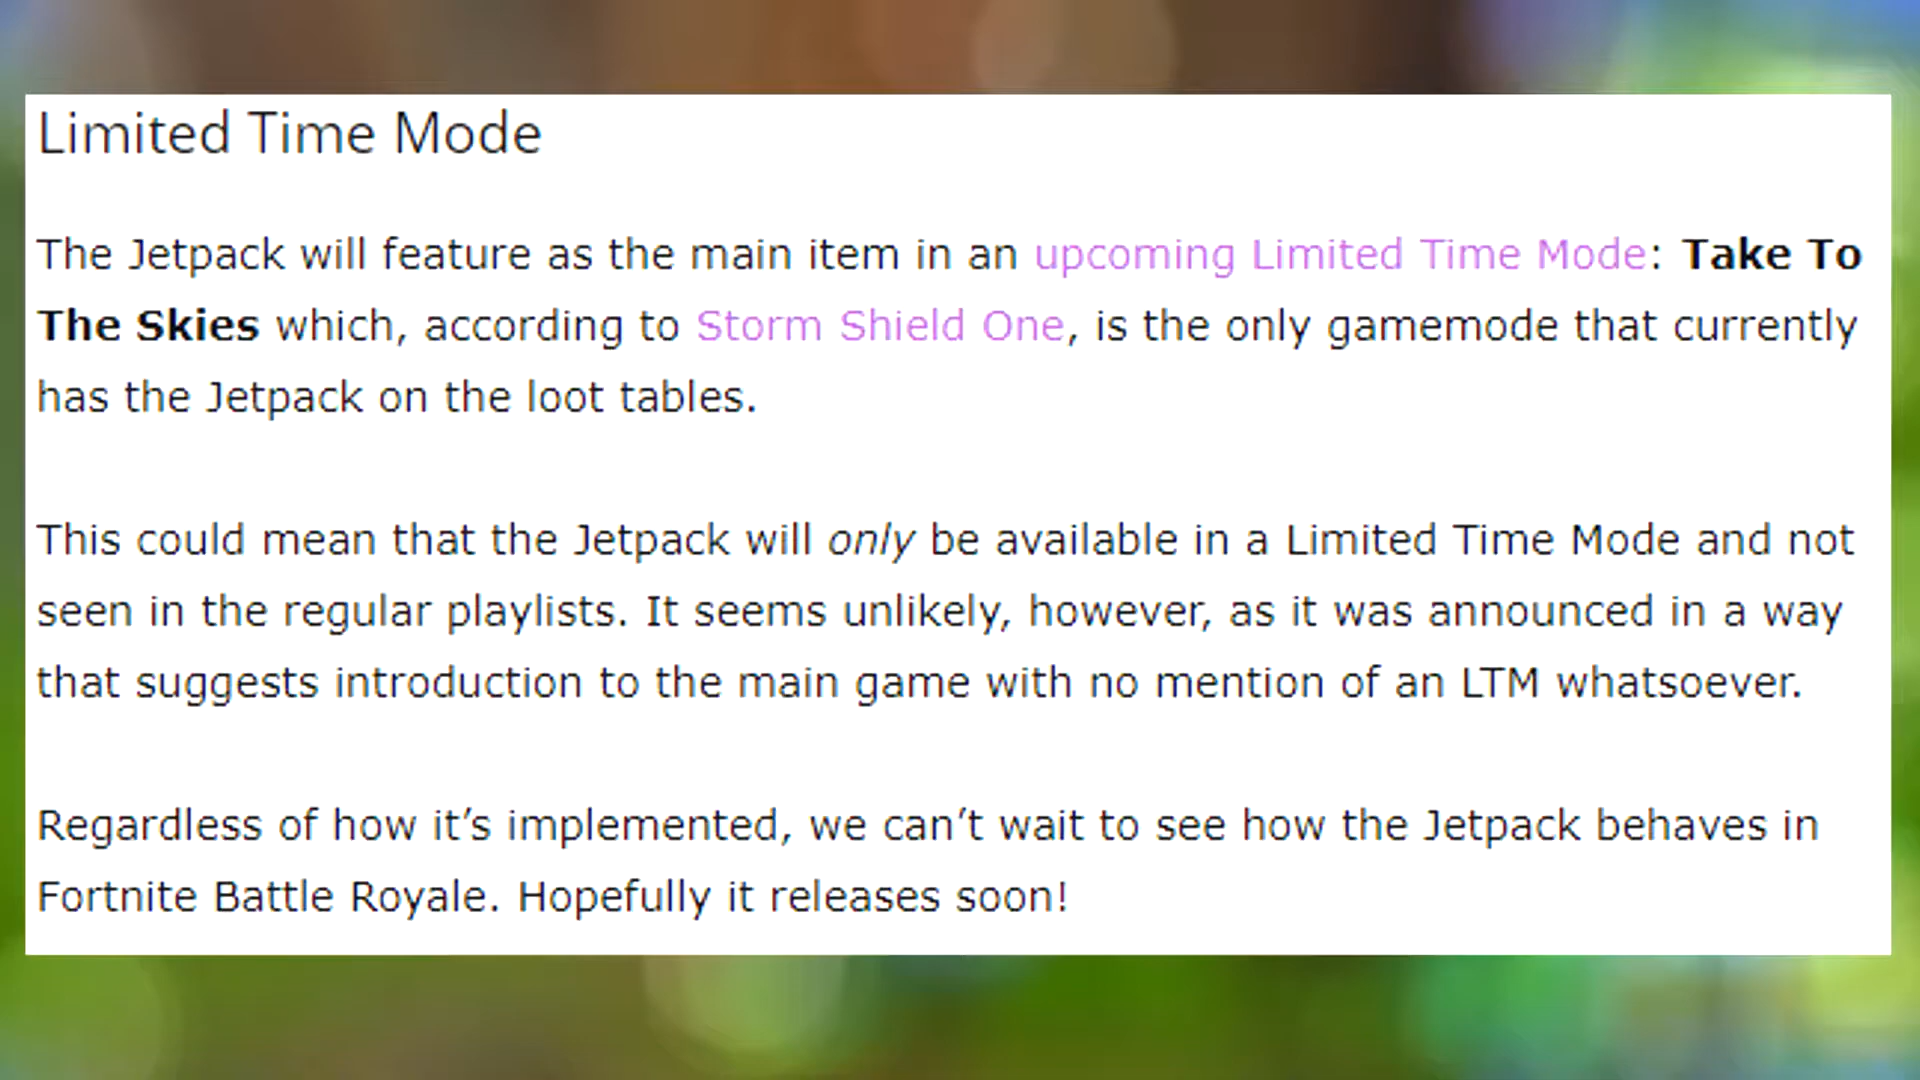 Limited Time Mode
The Jetpack will feature as the main item in an upcoming Limited Time Mode: Take To
The Skies which, according to Storm Shield One, is the only gamemode that currently
has the Jetpack on the loot tables.
This could mean that the Jetpack will only be available in a Limited Time Mode and not
seen in the regular playlists. It seems unlikely, however, as it was announced in a way
that suggests introduction to the main game with no mention of an LTM whatsoever.
Regardless of how it’s implemented, we can’t wait to see how the Jetpack behaves in
Fortnite Battle Royale. Hopefully it releases soon!